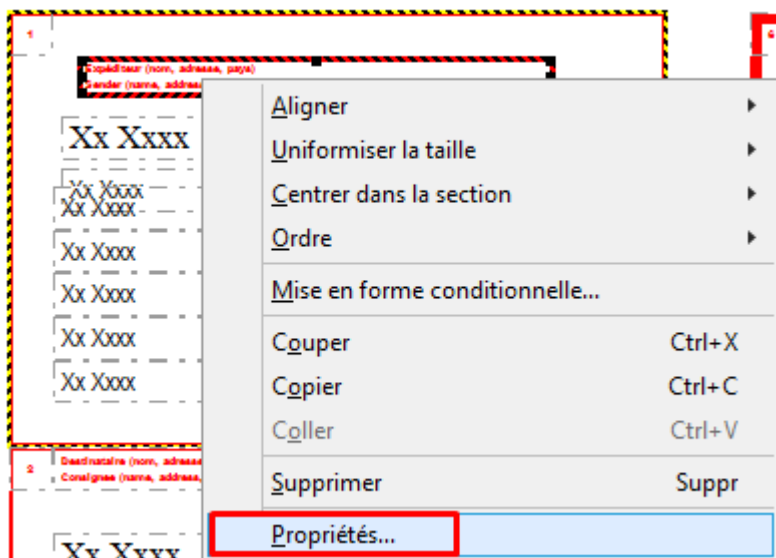 1
6
Expéditeur (nom, adresse, pays)
Sender (name, addres
Xx Xxxx
Xx Xxxx
Xx Xxxx
Xx Xxxx
Xx Xxxx
Xx Xxxx
Xx Xxxx
2
Destinataire (nom, adresse
Consignee (name, address,
Xx Xxxx
Aligner
Uniformiser la taille
Centrer dans la section
Ordre
Mise en forme conditionnelle...
Couper Ctrl+X
Copier Ctrl+C
Coller Ctrl+V
Supprimer Suppr
Propriétés...